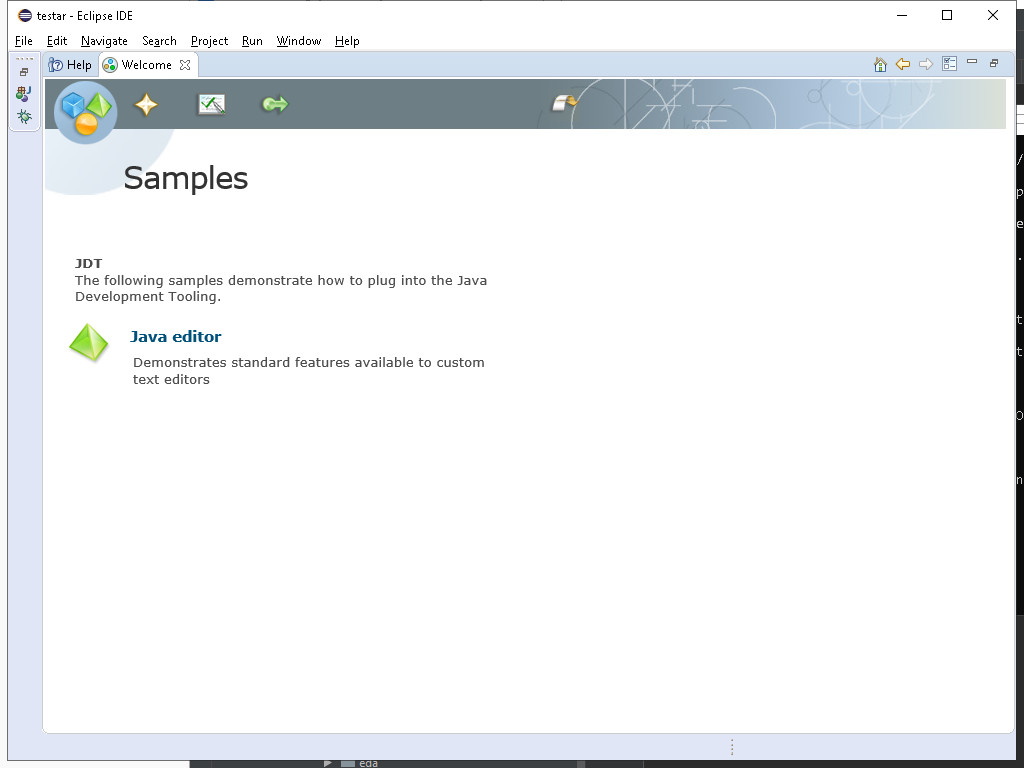 testar - Eclipse IDE
File Edit Navigate Search Project Run Window Help
Help Welcome
Samples
JDT
The following samples demonstrate how to plug into the Java
Development Tooling.
Java editor
Demonstrates standard features available to custom
text editors
eda